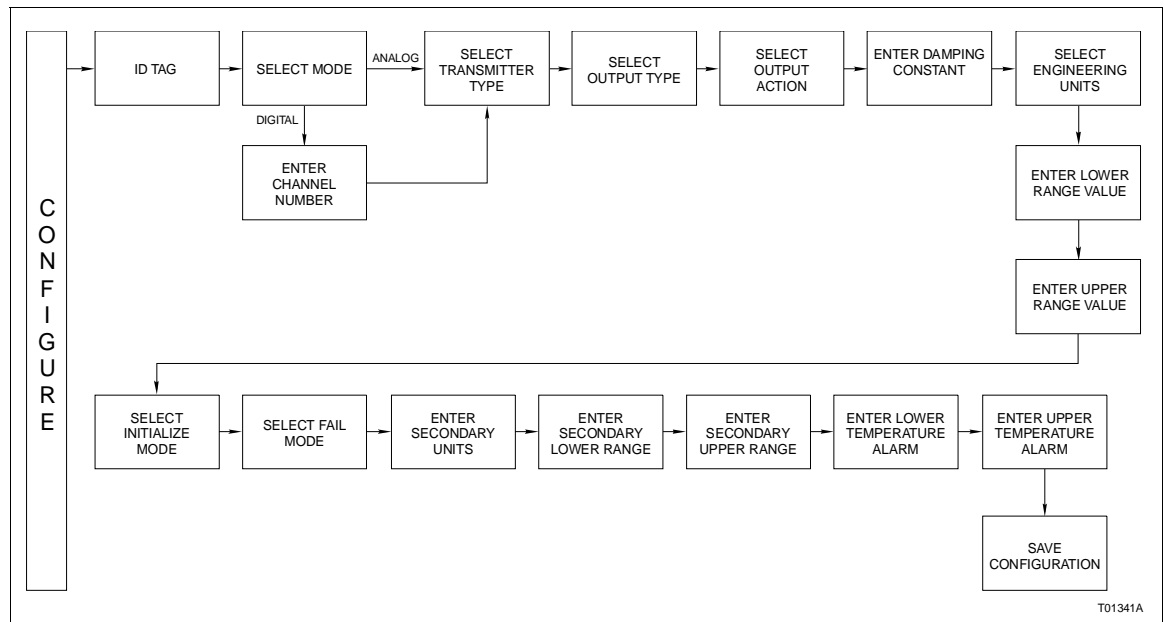 CONFIGURE
ID TAG
SELECT MODE
ANALOG
DIGITAL
ENTER
CHANNEL
NUMBER
SELECT
TRANSMITTER
TYPE
SELECT
OUTPUT TYPE
SELECT
OUTPUT
ACTION
ENTER DAMPING
CONSTANT
SELECT
ENGINEERING
UNITS
ENTER LOWER
RANGE VALUE
ENTER UPPER
RANGE VALUE
SELECT
INITIALIZE
MODE
SELECT FAIL
MODE
ENTER
SECONDARY
UNITS
ENTER
SECONDARY
LOWER RANGE
ENTER
SECONDARY
UPPER RANGE
ENTER LOWER
TEMPERATURE
ALARM
ENTER UPPER
TEMPERATURE
ALARM
SAVE
CONFIGURATION
T01341A